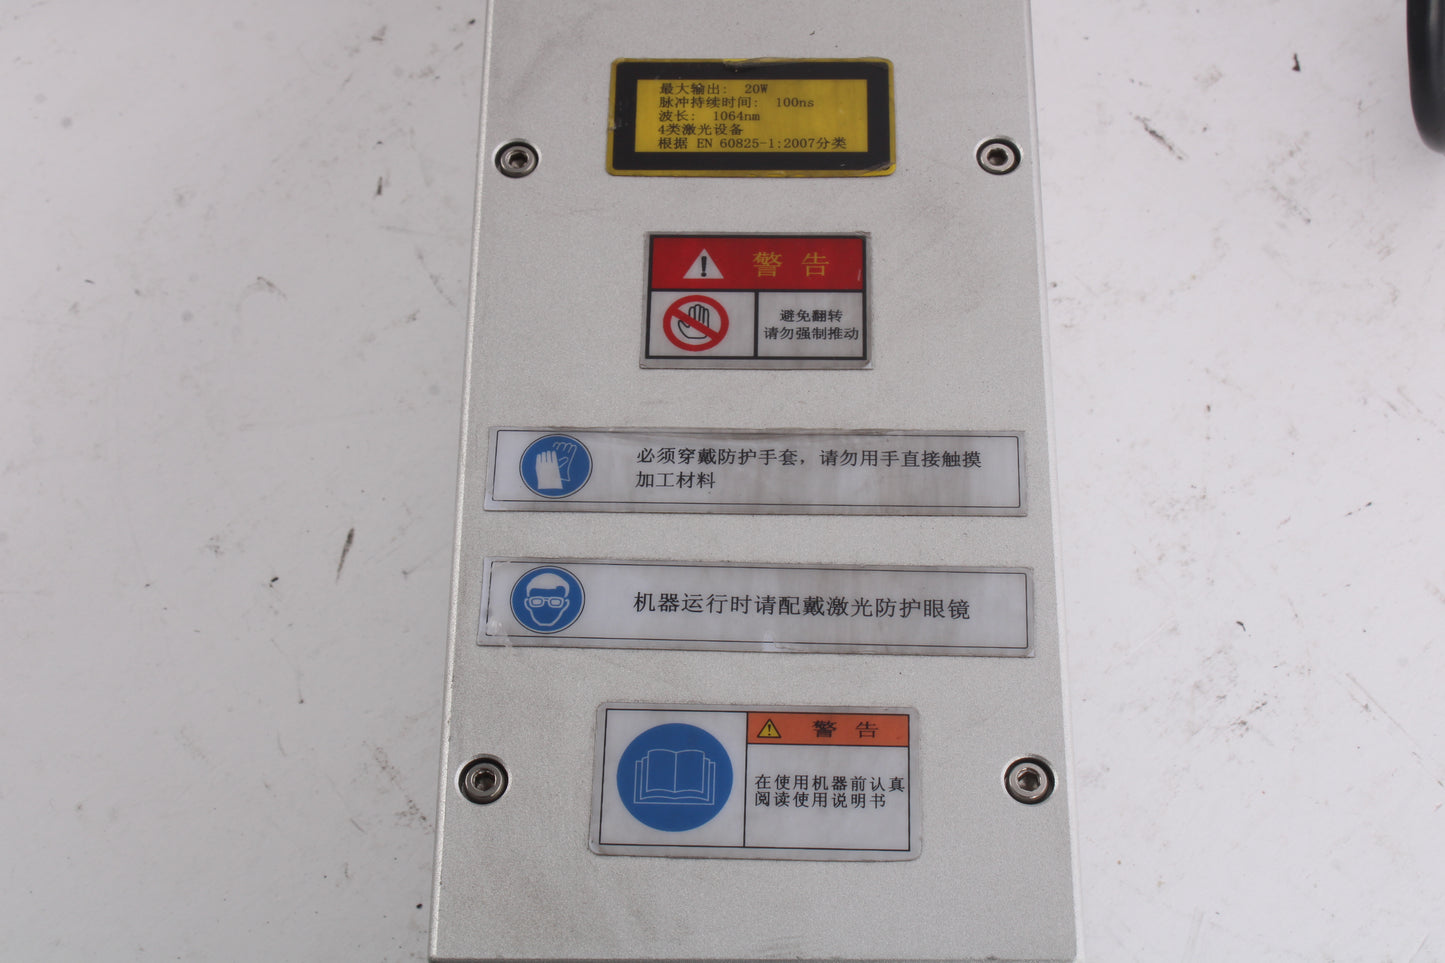 最大输出: 20W
脉冲持续时间: 100ns
波长: 1064nm
4类激光设备
根据 EN 60825-1:2007分类
警告
避免翻转
请勿强制推动
必须穿戴防护手套，请勿用手直接触摸
加工材料
机器运行时请配戴激光防护眼镜
警告
在使用机器前认真
阅读使用说明书